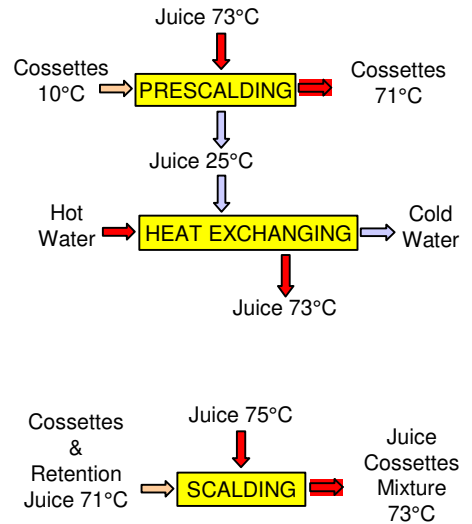 Juice 73°C
Cossettes
10°C
PRESCALDING
Cossettes
71°C
Juice 25°C
Hot
Water
HEAT EXCHANGING
Cold
Water
Juice 73°C
Cossettes
&
Retention
Juice 71°C
Juice 75°C
SCALDING
Juice
Cossettes
Mixture
73°C